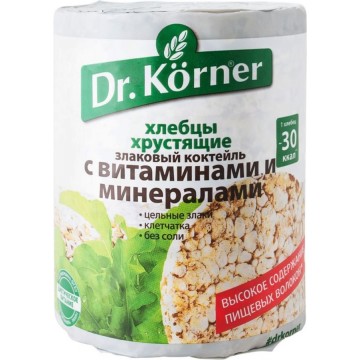 Dr. Körner
хлебцы
хрустящие
злаковый коктейль
с витаминами и
минералами
• цельные злаки
• клетчатка
• без соли
1 хлебец
-30
ккал
ВЫСОКОЕ СОДЕРЖАНИЕ
ПИЩЕВЫХ ВОЛОКОН
#drkorner